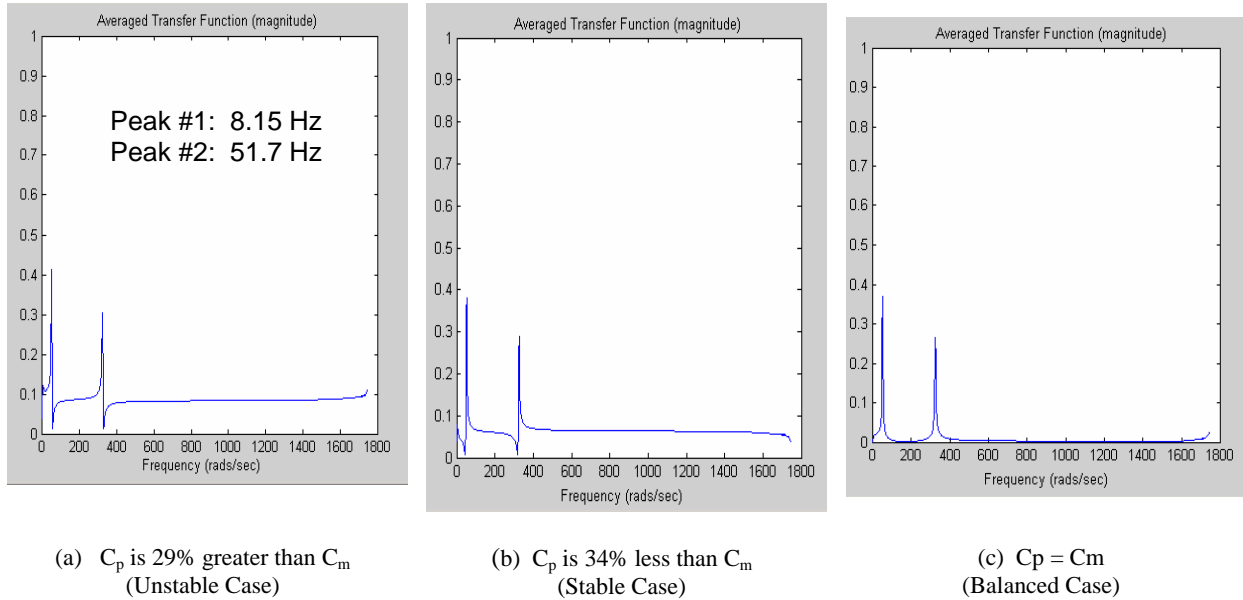 Averaged Transfer Function (magnitude)
1
0.9
0.8
0.7
0.6
0.5
0.4
0.3
0.2
0.1
0
Peak #1: 8.15 Hz
Peak #2: 51.7 Hz
0 200 400 600 800 1000 1200 1400 1600 1800
Frequency (rads/sec)
(a) C_p is 29% greater than C_m
(Unstable Case)
Averaged Transfer Function (magnitude)
1
0.9
0.8
0.7
0.6
0.5
0.4
0.3
0.2
0.1
0
0 200 400 600 800 1000 1200 1400 1600 1800
Frequency (rads/sec)
(b) C_p is 34% less than C_m
(Stable Case)
Averaged Transfer Function (magnitude)
1
0.9
0.8
0.7
0.6
0.5
0.4
0.3
0.2
0.1
0
0 200 400 600 800 1000 1200 1400 1600 1800
Frequency (rads/sec)
(c) Cp = Cm
(Balanced Case)